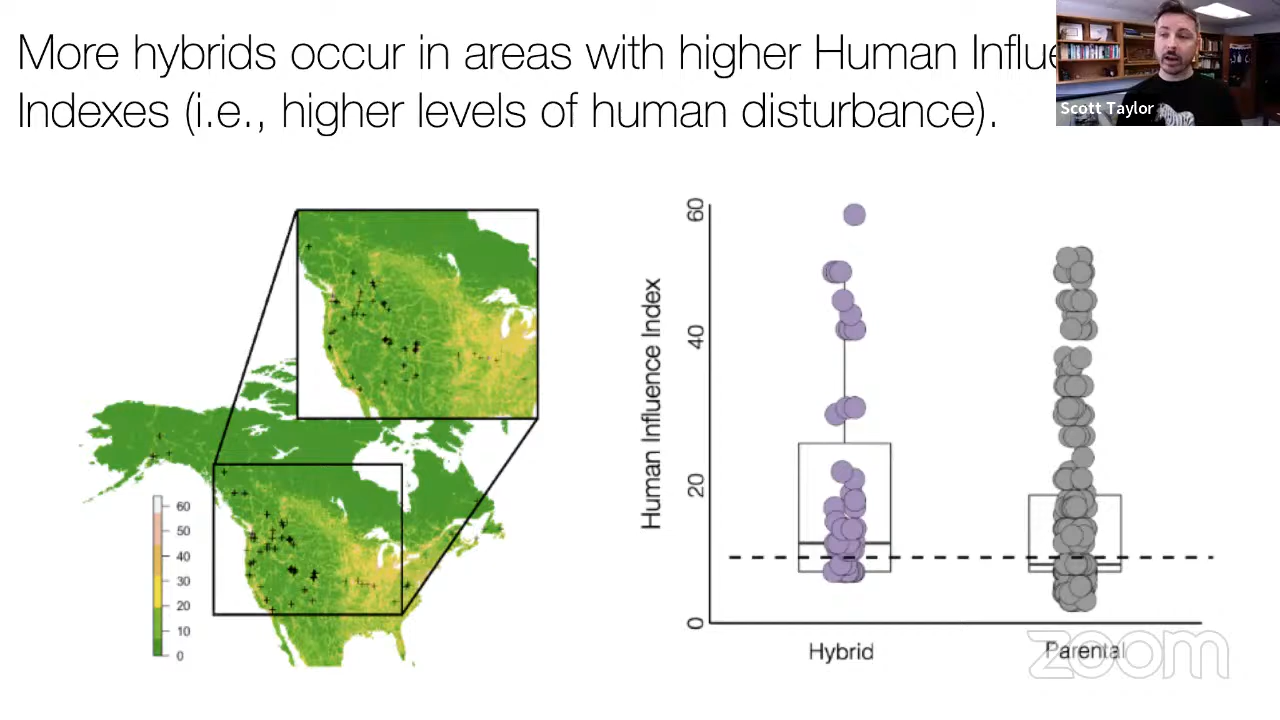 More hybrids occur in areas with higher Human Influe
Indexes (i.e., higher levels of human disturbance).
Scott Taylor
60
50
40
30
20
10
0
Human Influence Index
60
40
20
0
Hybrid
Parental
zoom